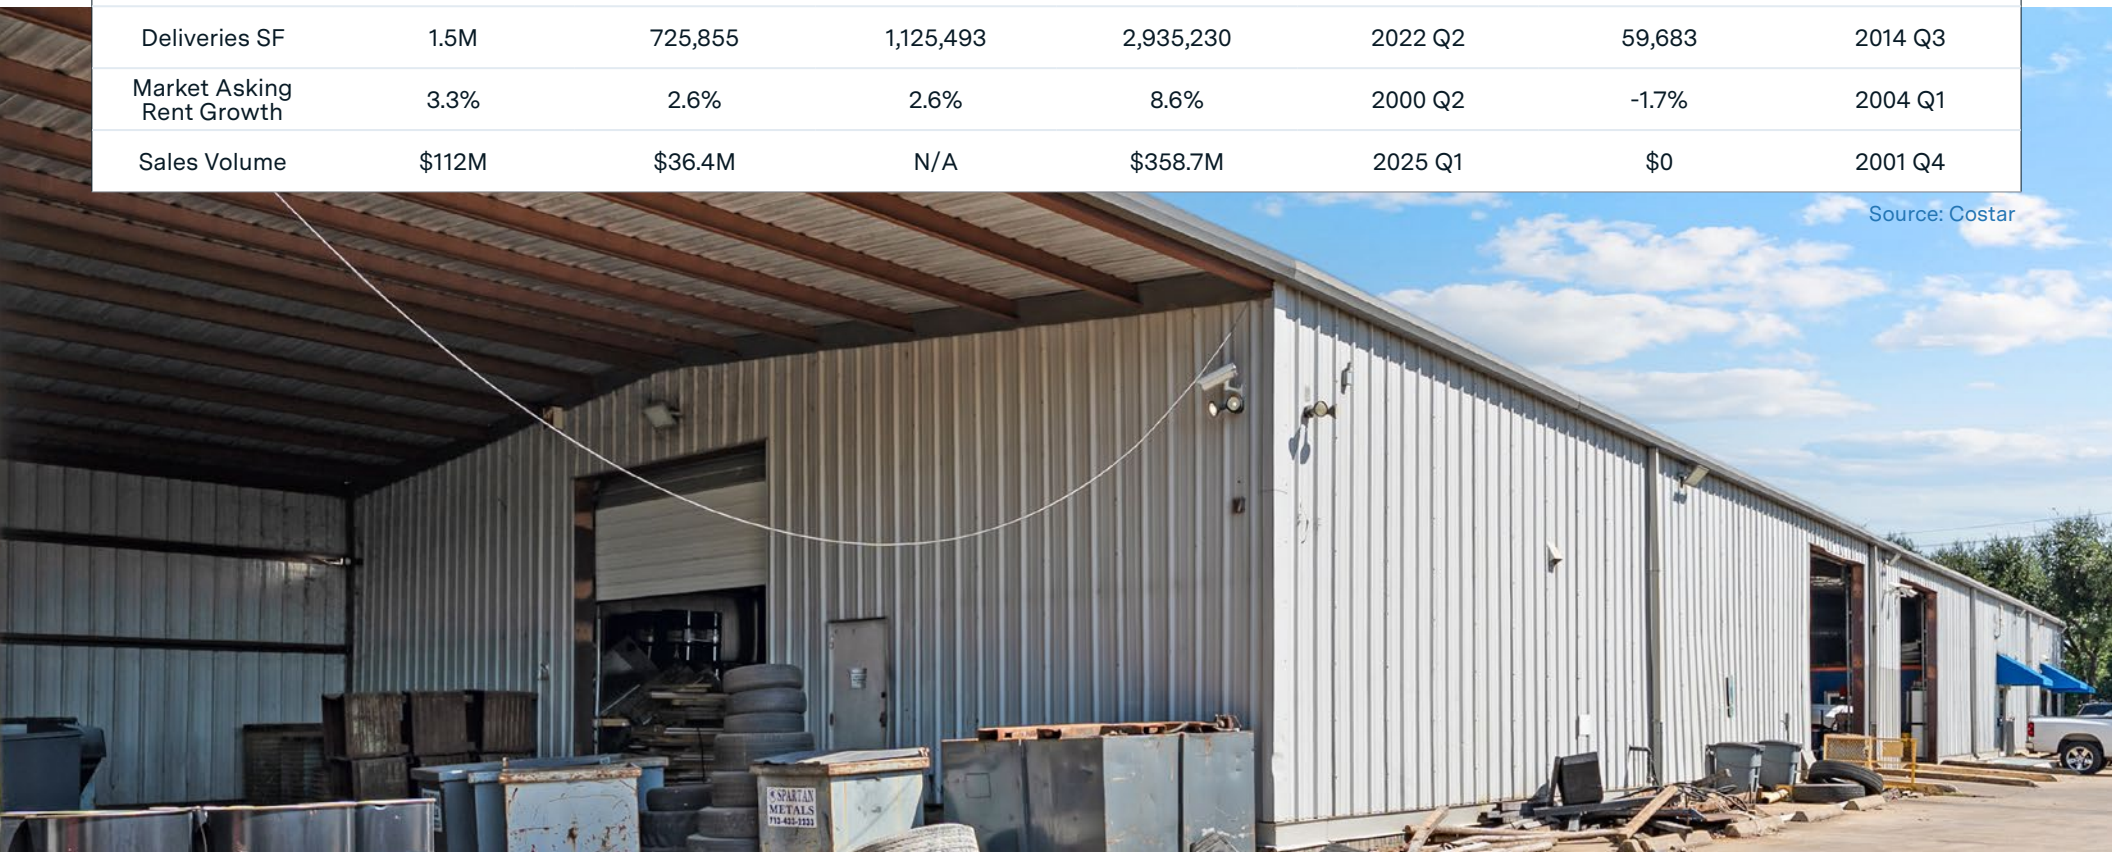 Deliveries SF 1.5M 725,855 1,125,493 2,935,230 2022 Q2 59,683 2014 Q3
Market Asking
Rent Growth 3.3% 2.6% 2.6% 8.6% 2000 Q2 -1.7% 2004 Q1
Sales Volume $112M $36.4M N/A $358.7M 2025 Q1 $0 2001 Q4
Source: Costar
SPARTAN
METALS